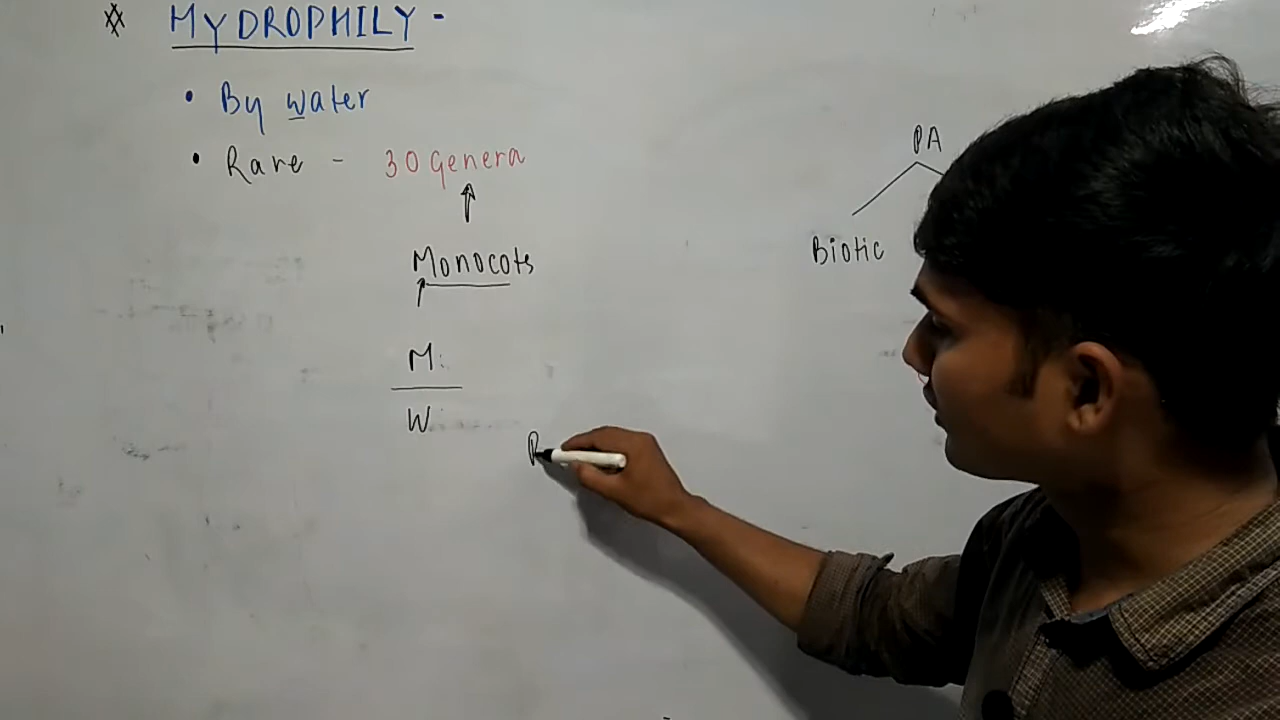 * HYDROPHILY -
• By water
• Rare - 30 Genera
Monocots
M:
W
PA
Biotic